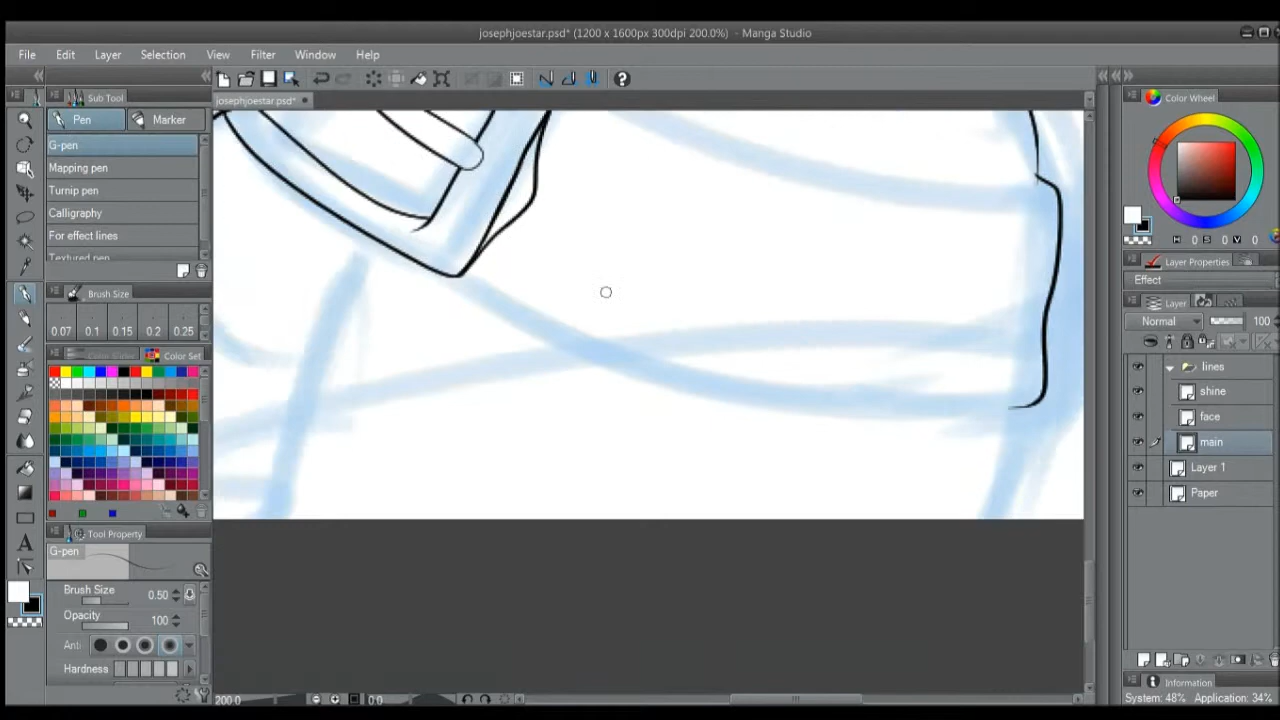 josephjoestar.psd* (1200 x 1600px 300dpi 200.0%) - Manga Studio
File Edit Layer Selection View Filter Window Help
Sub Tool
josephjoestar.psd*
Color Wheel
Pen Marker
G-pen
Mapping pen
Turnip pen
Calligraphy
For effect lines
Textured pen
H 0 S 0 V 0
Layer Properties
Effect
Brush Size
Layer
0.07 0.1 0.15 0.2 0.25
Normal 100
Color Slider Color Set
lines
shine
face
main
Layer 1
Paper
Tool Property
G-pen
Brush Size 0.50
Opacity 100
Anti
Hardness
200.0 0.0
Information
System: 48% Application: 34%